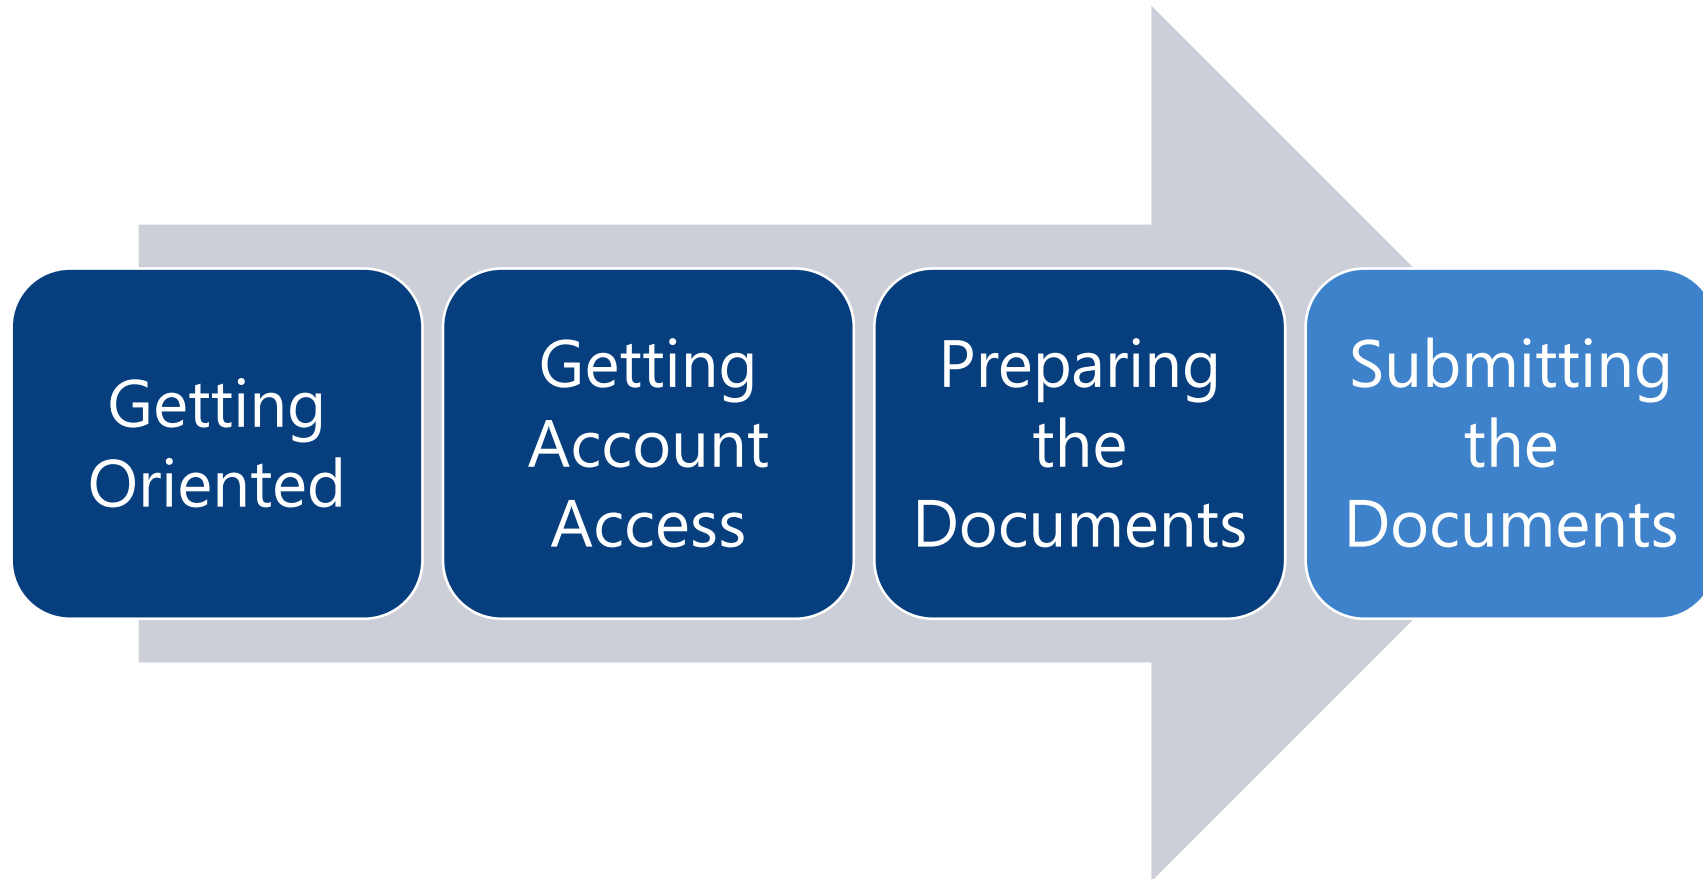 Getting
Oriented
Getting
Account
Access
Preparing
the
Documents
Submitting
the
Documents